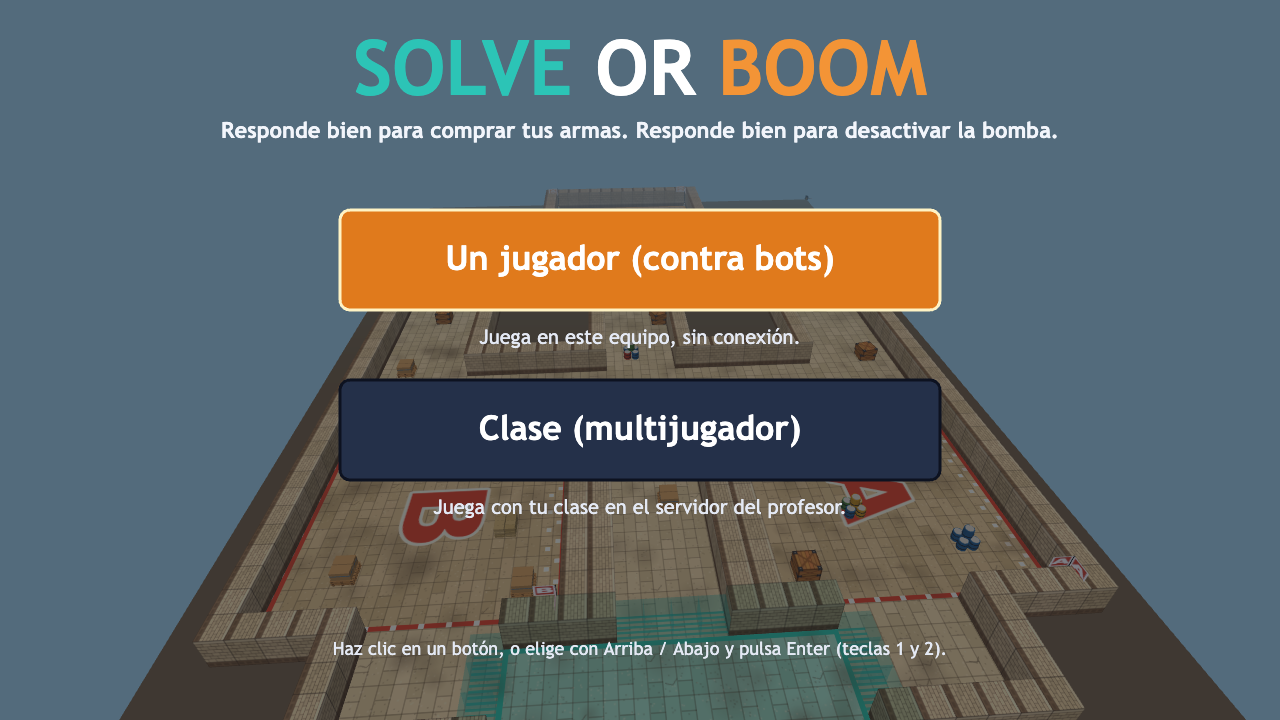 SOLVE OR BOOM
Responde bien para comprar tus armas. Responde bien para desactivar la bomba.
Un jugador (contra bots)
Juega en este equipo, sin conexión.
Clase (multijugador)
B
A
Juega con tu clase en el servidor del profesor.
B
Haz clic en un botón, o elige con Arriba / Abajo y pulsa Enter (teclas 1 y 2).